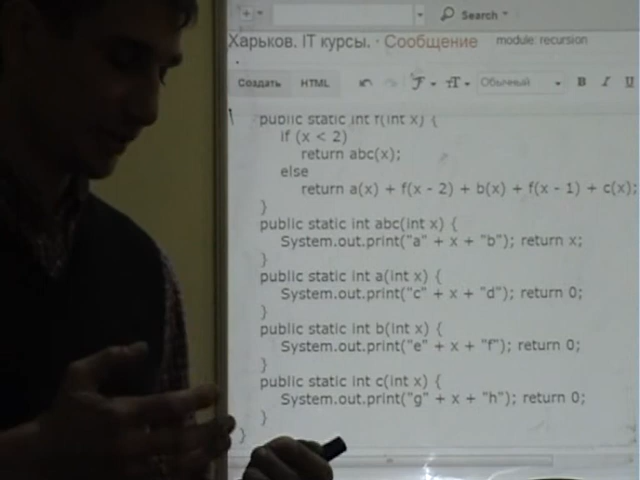 Search
Харьков. IT курсы. · Сообщение module: recursion
Создать HTML Обычный B I U
public static int f(int x) {
if (x < 2)
return abc(x);
else
return a(x) + f(x - 2) + b(x) + f(x - 1) + c(x);
}
public static int abc(int x) {
System.out.print("a" + x + "b"); return x;
}
public static int a(int x) {
System.out.print("c" + x + "d"); return 0;
}
public static int b(int x) {
System.out.print("e" + x + "f"); return 0;
}
public static int c(int x) {
System.out.print("g" + x + "h"); return 0;
}
}